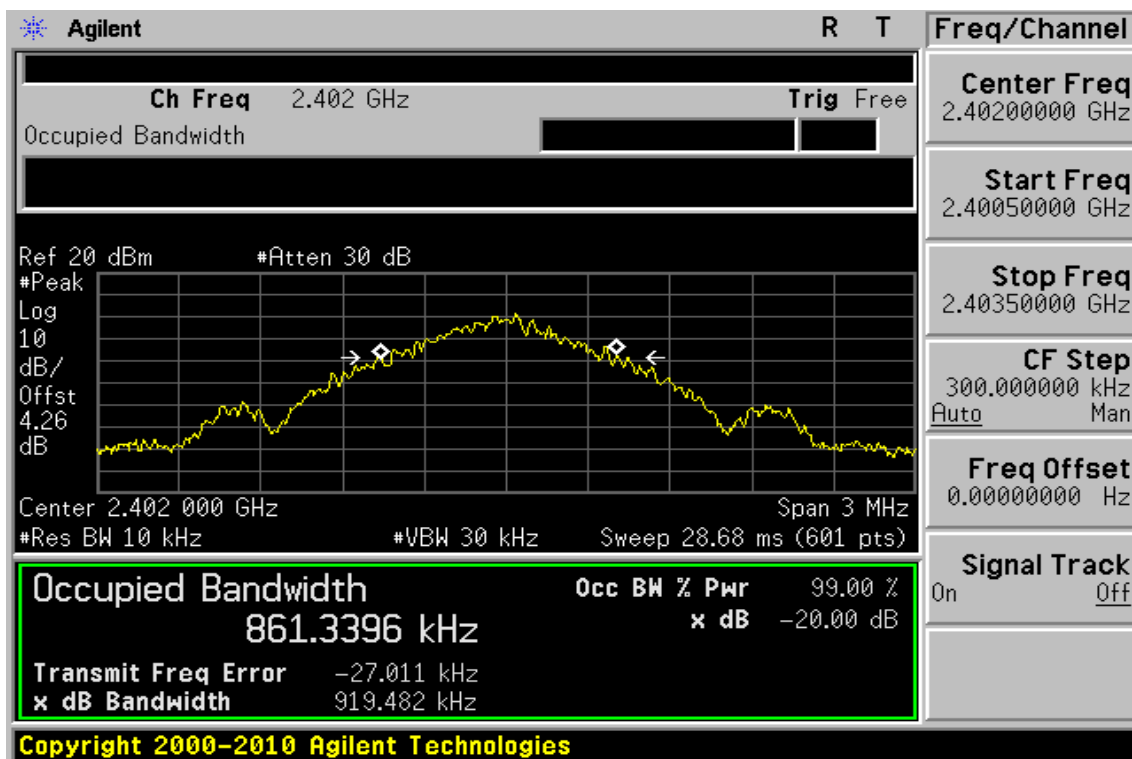 Agilent R T
Ch Freq 2.402 GHz Trig Free
Occupied Bandwidth
Ref 20 dBm #Atten 30 dB
#Peak
Log
10
dB/
Offst
4.26
dB
Center 2.402 000 GHz Span 3 MHz
#Res BW 10 kHz #VBW 30 kHz Sweep 28.68 ms (601 pts)
Occupied Bandwidth
861.3396 kHz
Occ BW % Pwr 99.00 %
x dB -20.00 dB
Transmit Freq Error -27.011 kHz
x dB Bandwidth 919.482 kHz
Copyright 2000-2010 Agilent Technologies
Freq/Channel
Center Freq
2.40200000 GHz
Start Freq
2.40050000 GHz
Stop Freq
2.40350000 GHz
CF Step
300.000000 kHz
Auto Man
Freq Offset
0.00000000 Hz
Signal Track
On Off